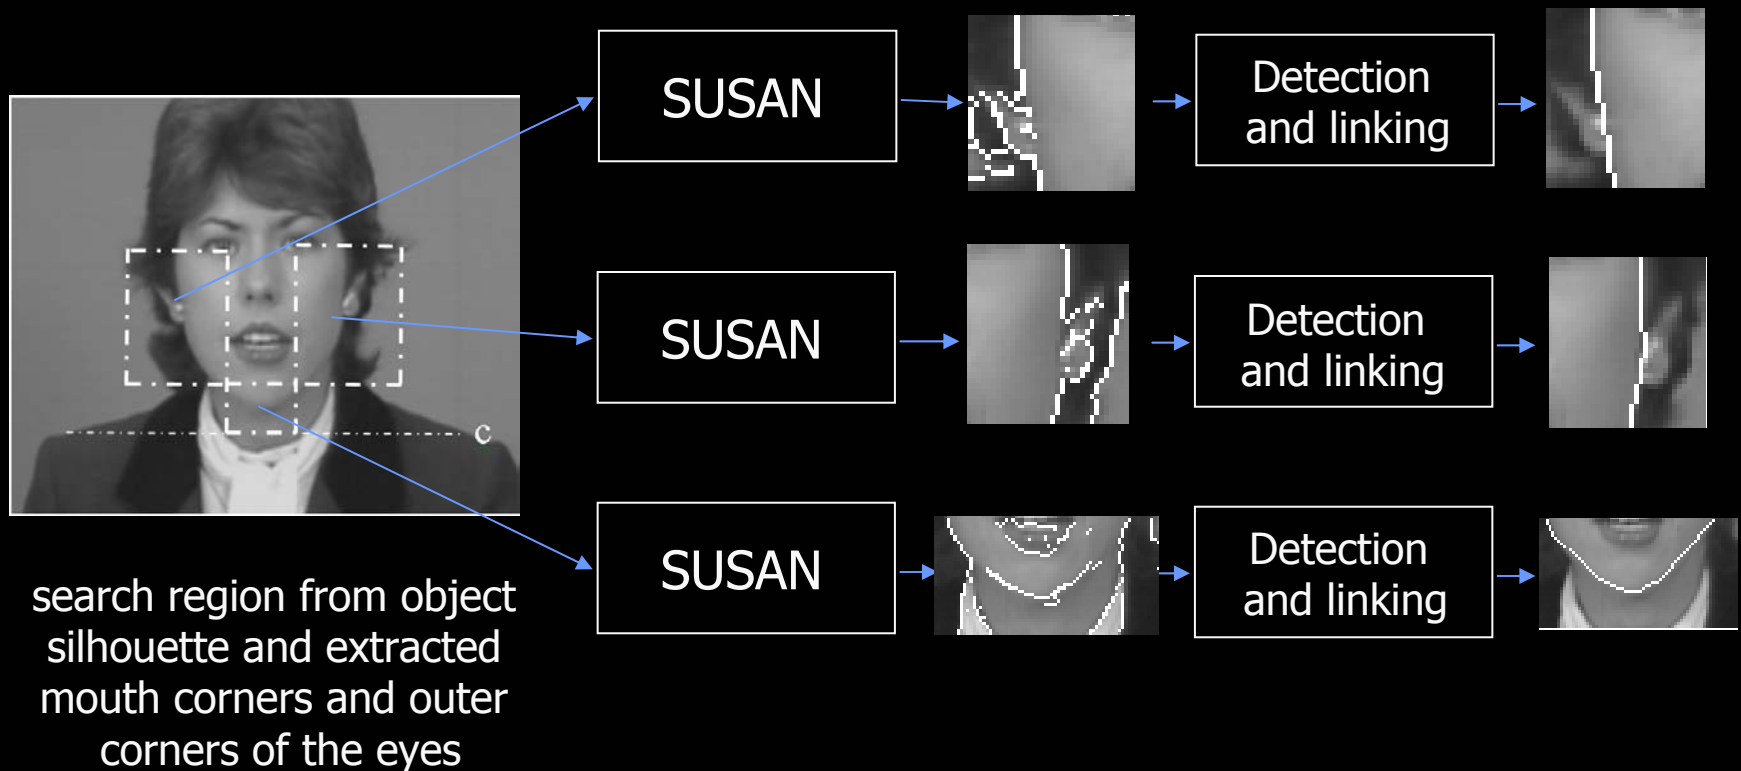 SUSAN
Detection
and linking
SUSAN
Detection
and linking
c
SUSAN
Detection
and linking
search region from object
silhouette and extracted
mouth corners and outer
corners of the eyes